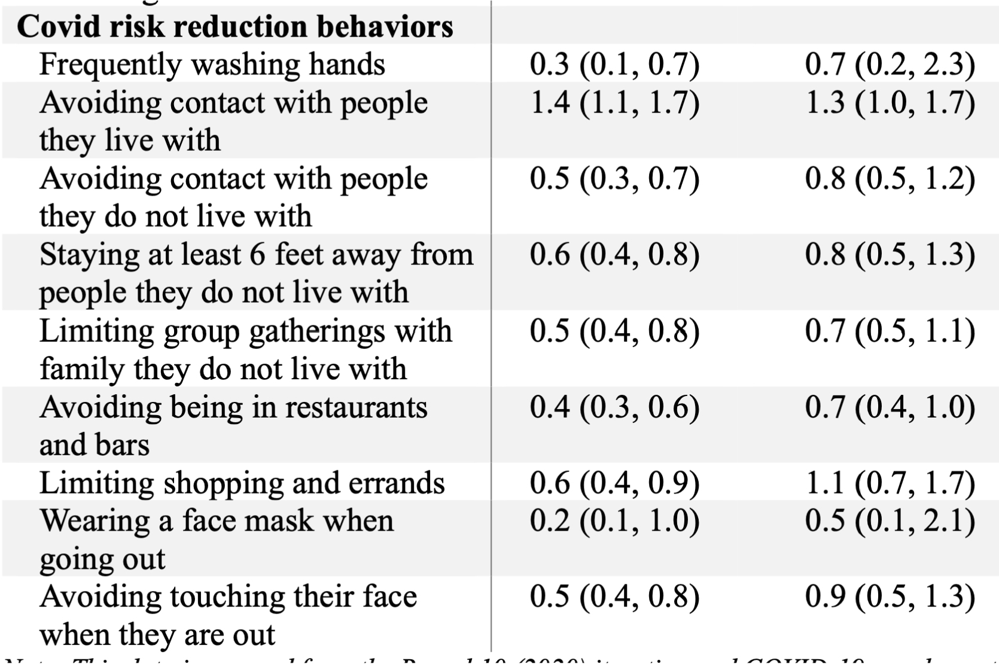 Covid risk reduction behaviors
Frequently washing hands 0.3 (0.1, 0.7) 0.7 (0.2, 2.3)
Avoiding contact with people 1.4 (1.1, 1.7) 1.3 (1.0, 1.7)
they live with
Avoiding contact with people 0.5 (0.3, 0.7) 0.8 (0.5, 1.2)
they do not live with
Staying at least 6 feet away from 0.6 (0.4, 0.8) 0.8 (0.5, 1.3)
people they do not live with
Limiting group gatherings with 0.5 (0.4, 0.8) 0.7 (0.5, 1.1)
family they do not live with
Avoiding being in restaurants 0.4 (0.3, 0.6) 0.7 (0.4, 1.0)
and bars
Limiting shopping and errands 0.6 (0.4, 0.9) 1.1 (0.7, 1.7)
Wearing a face mask when 0.2 (0.1, 1.0) 0.5 (0.1, 2.1)
going out
Avoiding touching their face 0.5 (0.4, 0.8) 0.9 (0.5, 1.3)
when they are out